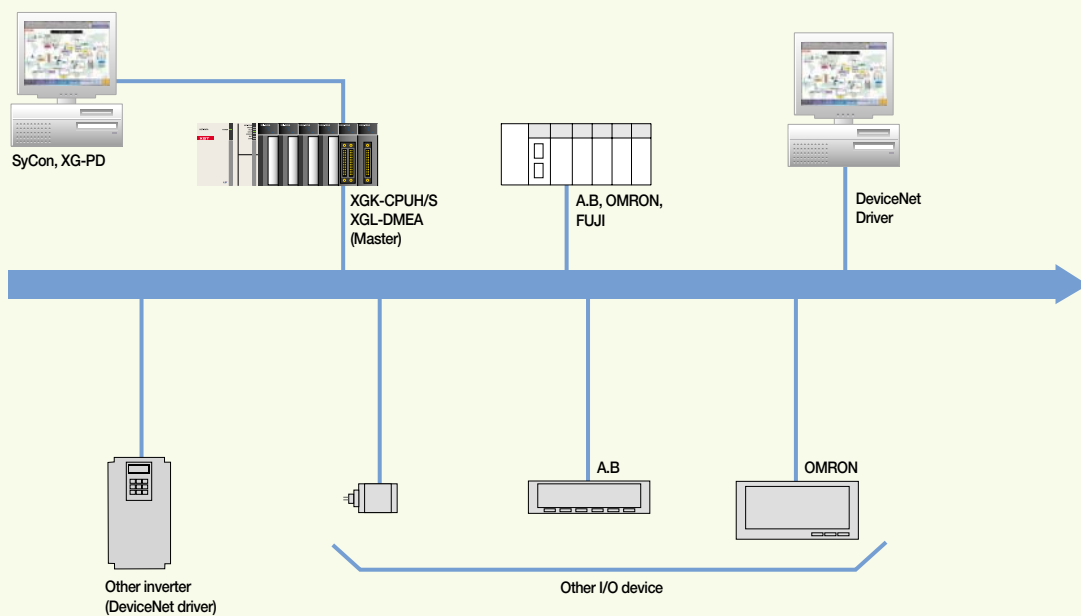 SyCon, XG-PD
XGK-CPUH/S
XGL-DMEA
(Master)
A.B, OMRON,
FUJI
DeviceNet
Driver
A.B
OMRON
Other inverter
(DeviceNet driver)
Other I/O device